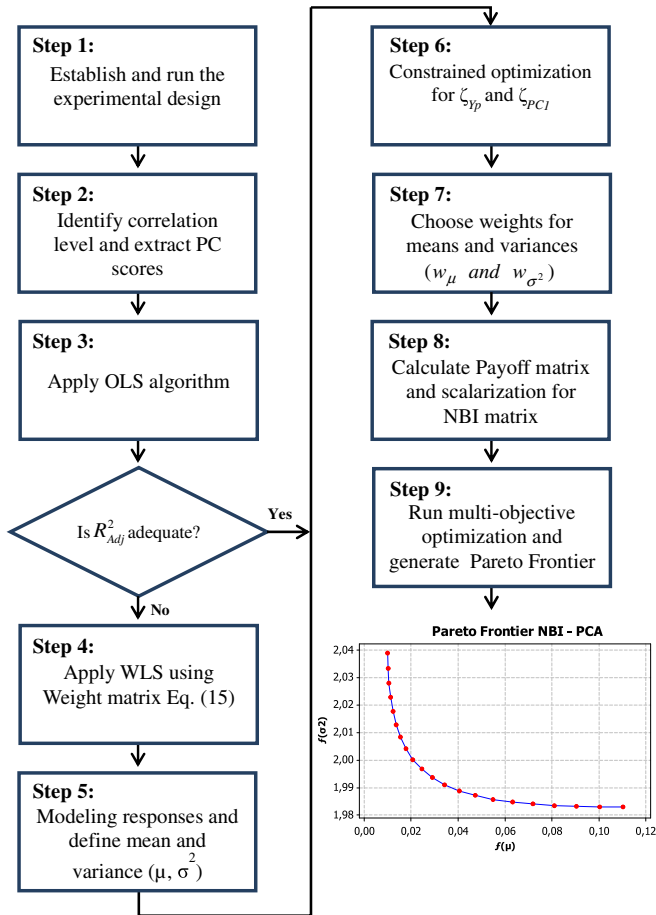 Step 1:
Establish and run the
experimental design
Step 2:
Identify correlation
level and extract PC
scores
Step 3:
Apply OLS algorithm
Is R²Adj adequate?
Yes
No
Step 4:
Apply WLS using
Weight matrix Eq. (15)
Step 5:
Modeling responses and
define mean and
variance (μ, σ²)
Step 6:
Constrained optimization
for ζYp and ζPC1
Step 7:
Choose weights for
means and variances
(wμ and wσ²)
Step 8:
Calculate Payoff matrix
and scalarization for
NBI matrix
Step 9:
Run multi-objective
optimization and
generate Pareto Frontier
Pareto Frontier NBI - PCA
2,04
2,03
2,02
2,01
2,00
1,99
1,98
f(σ2)
0,00 0,02 0,04 0,06 0,08 0,10 0,12
f(μ)